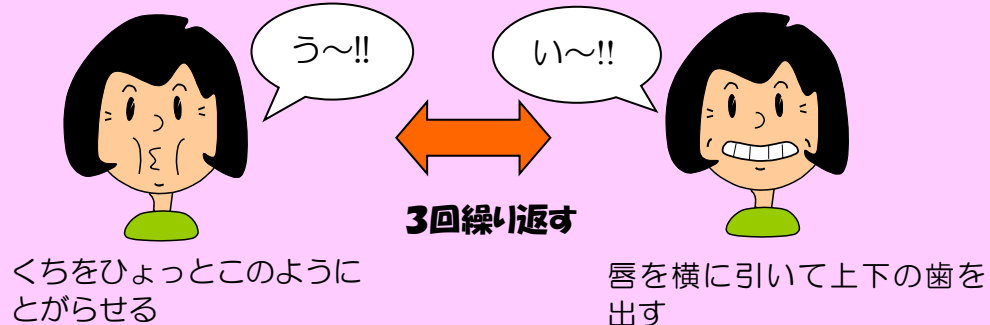 う～!!
い～!!
3回繰り返す
くちをひょっとこのように
とがらせる
唇を横に引いて上下の歯を
出す